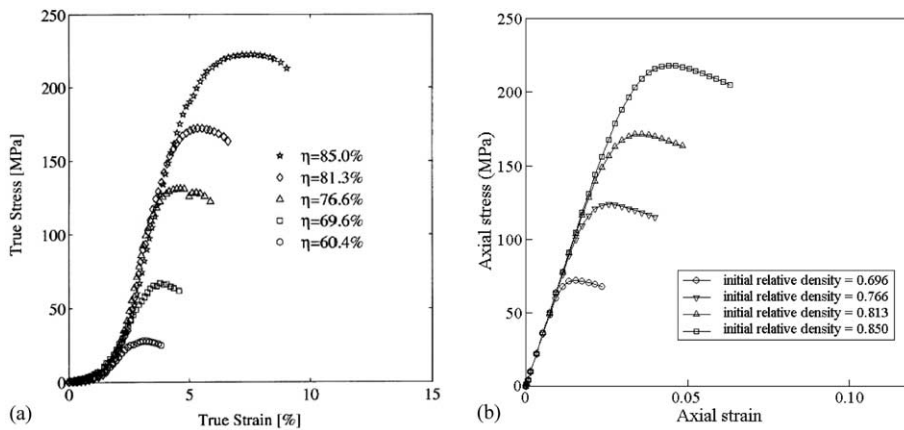 250
200
150
100
50
0
True Stress [MPa]
η=85.0%
η=81.3%
η=76.6%
η=69.6%
η=60.4%
0
5
10
15
True Strain [%]
(a)
250
200
150
100
50
0
Axial stress (MPa)
initial relative density = 0.696
initial relative density = 0.766
initial relative density = 0.813
initial relative density = 0.850
0
0.05
0.10
Axial strain
(b)